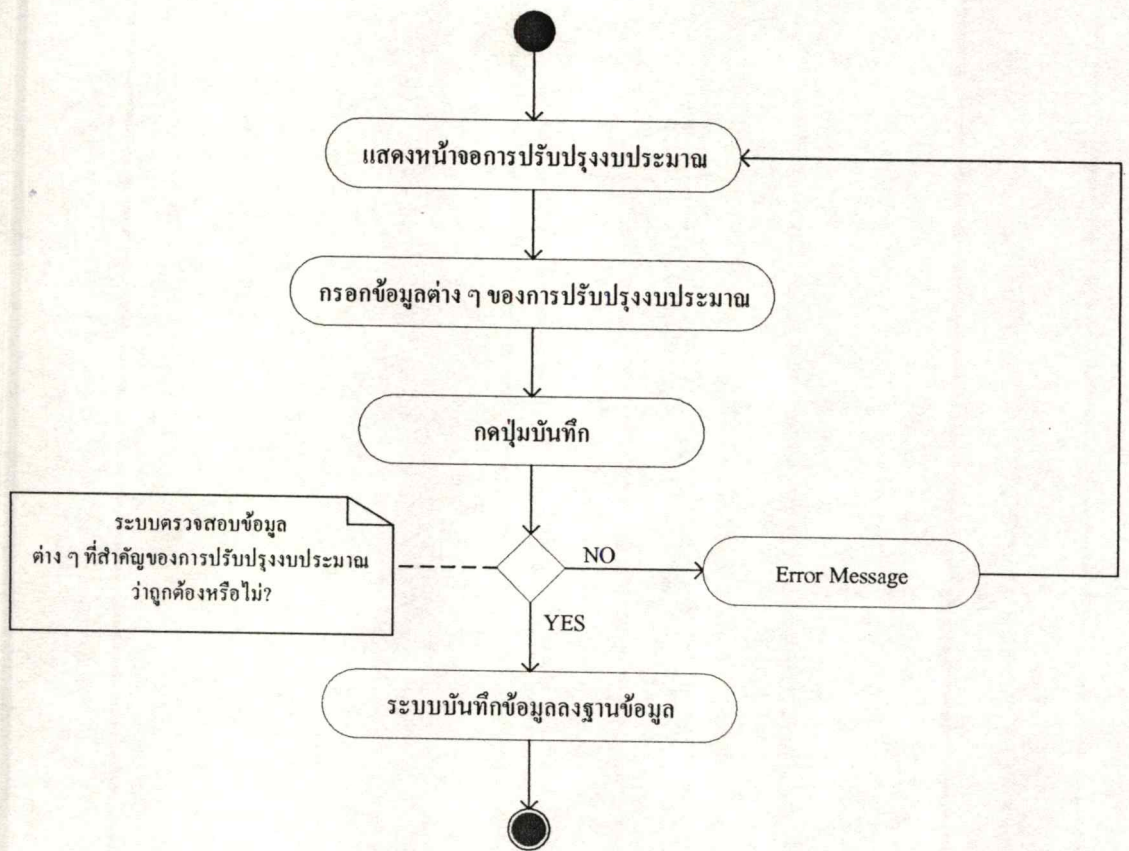 แสดงหน้าจอการปรับปรุงงบประมาณ
กรอกข้อมูลต่าง ๆ ของการปรับปรุงงบประมาณ
กดปุ่มบันทึก
ระบบตรวจสอบข้อมูล
ต่าง ๆ ที่สำคัญของการปรับปรุงงบประมาณ
ว่าถูกต้องหรือไม่?
NO
Error Message
YES
ระบบบันทึกข้อมูลลงฐานข้อมูล